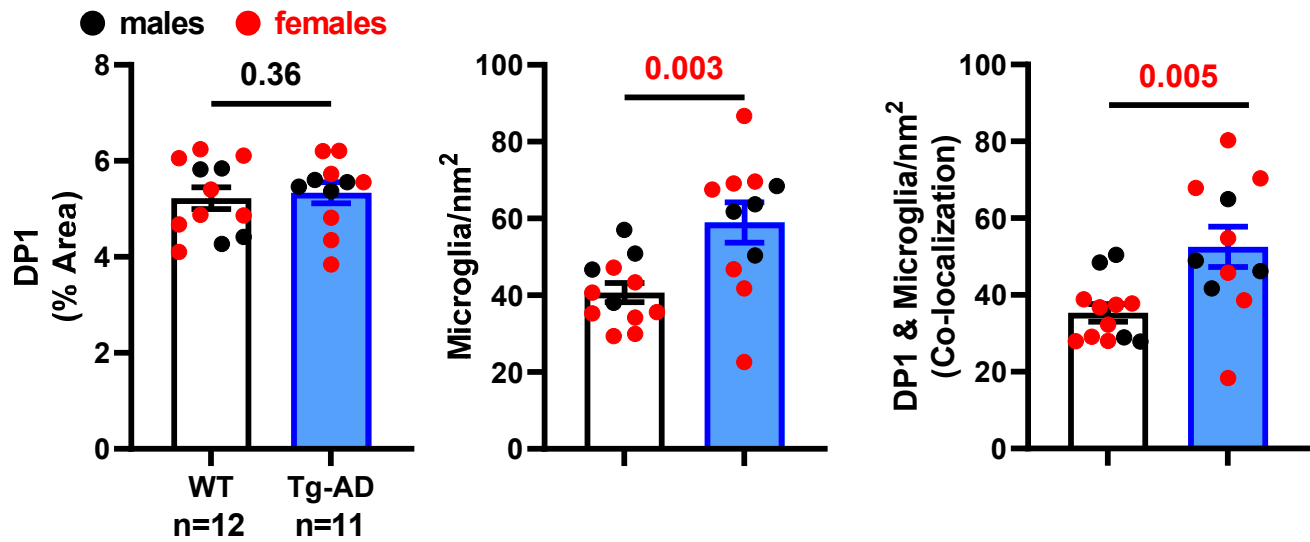 males females
8
6
4
2
0
DP1
(% Area)
0.36
WT
n=12
Tg-AD
n=11
100
80
60
40
20
0
Microglia/nm²
0.003
100
80
60
40
20
0
DP1 & Microglia/nm²
(Co-localization)
0.005